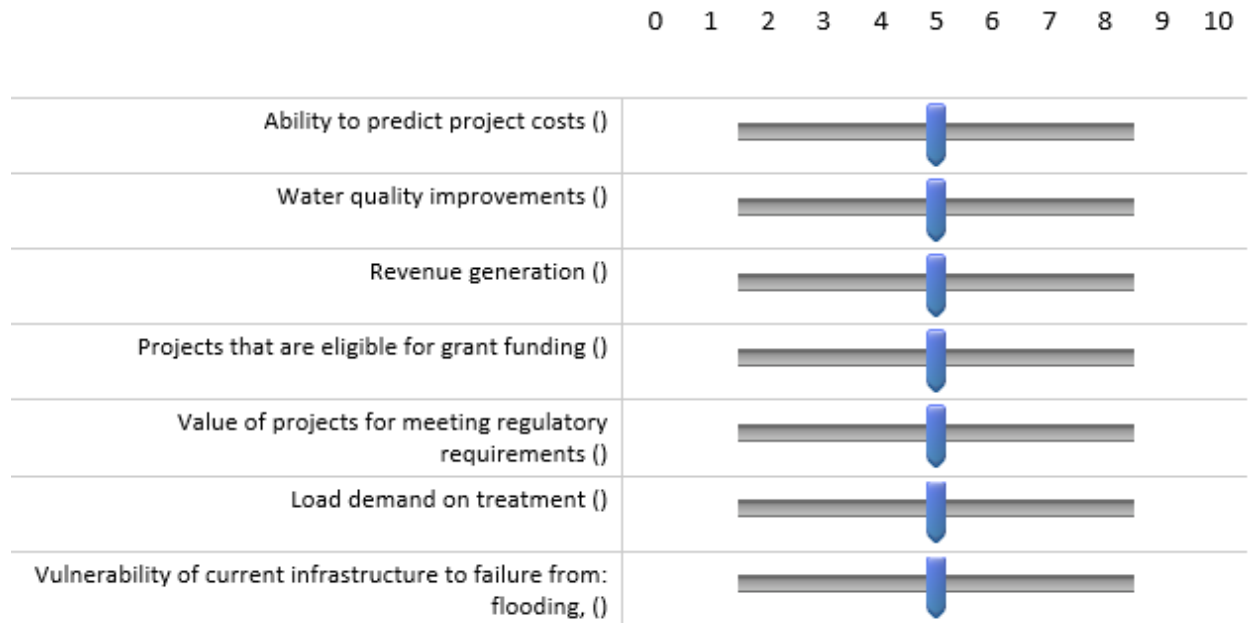 0 1 2 3 4 5 6 7 8 9 10
Ability to predict project costs ()
Water quality improvements ()
Revenue generation ()
Projects that are eligible for grant funding ()
Value of projects for meeting regulatory
requirements ()
Load demand on treatment ()
Vulnerability of current infrastructure to failure from:
flooding, ()